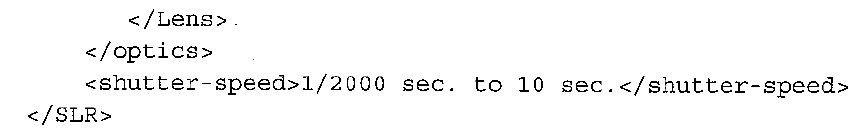 </Lens>.
</optics>
<shutter-speed>1/2000 sec. to 10 sec.</shutter-speed>
</SLR>